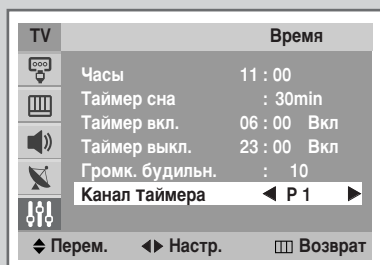 TV Время
Часы 11 : 00
Таймер сна : 30min
Таймер вкл. 06 : 00 Вкл
Таймер выкл. 23 : 00 Вкл
Громк. будильн. : 10
Канал таймера ◀ P 1 ▶
Перем. Настр. Возврат